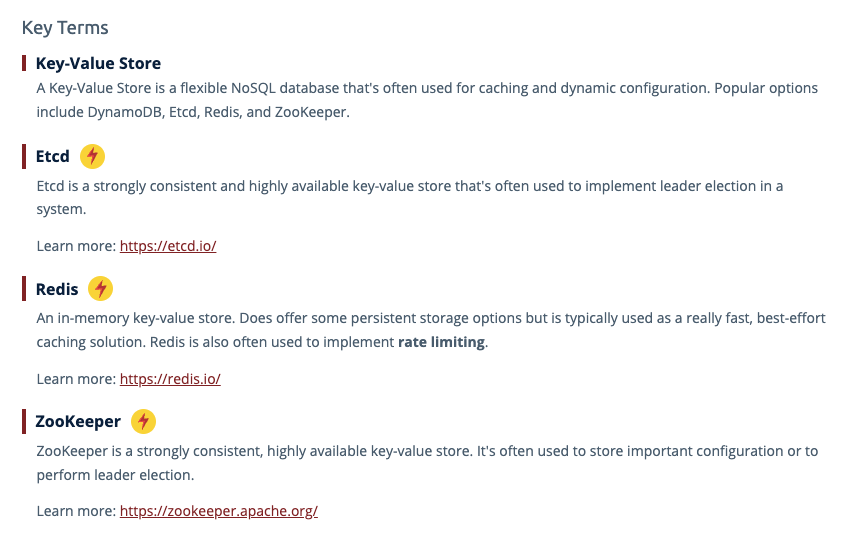 Key Terms
Key-Value Store
A Key-Value Store is a flexible NoSQL database that's often used for caching and dynamic configuration. Popular options
include DynamoDB, Etcd, Redis, and ZooKeeper.
Etcd
Etcd is a strongly consistent and highly available key-value store that's often used to implement leader election in a
system.
Learn more: https://etcd.io/
Redis
An in-memory key-value store. Does offer some persistent storage options but is typically used as a really fast, best-effort
caching solution. Redis is also often used to implement rate limiting.
Learn more: https://redis.io/
ZooKeeper
ZooKeeper is a strongly consistent, highly available key-value store. It's often used to store important configuration or to
perform leader election.
Learn more: https://zookeeper.apache.org/